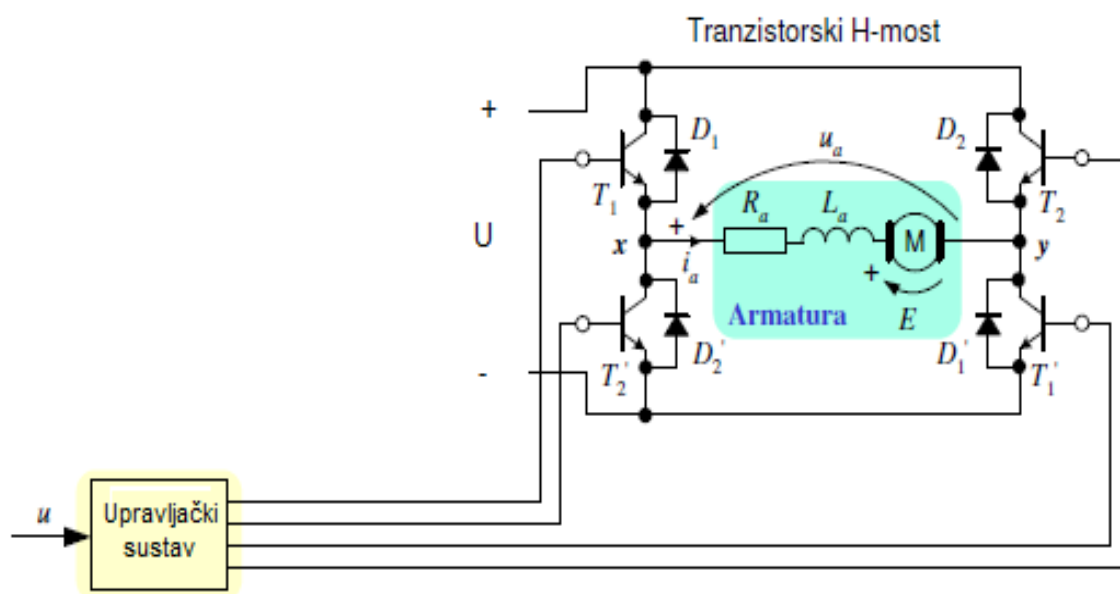 Tranzistorski H-most
+
D₁
D₂
uₐ
T₁
Rₐ
Lₐ
T₂
U
x
+
iₐ
M
y
+
E
Armatura
-
T₂'
D₂'
D₁'
T₁'
u
Upravljački
sustav